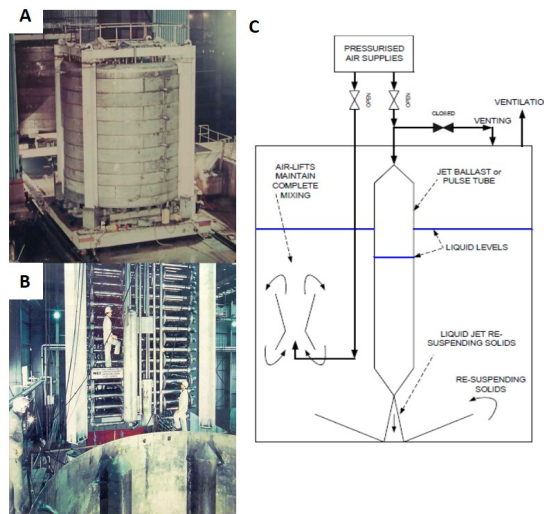 A
B
C
PRESSURISED
AIR SUPPLIES
OPEN
OPEN
CLOSED
VENTING
VENTILATIO
JET BALLAST or
PULSE TUBE
AIR-LIFTS
MAINTAIN
COMPLETE
MIXING
LIQUID LEVELS
LIQUID JET RE-
SUSPENDING SOLIDS
RE-SUSPENDING
SOLIDS